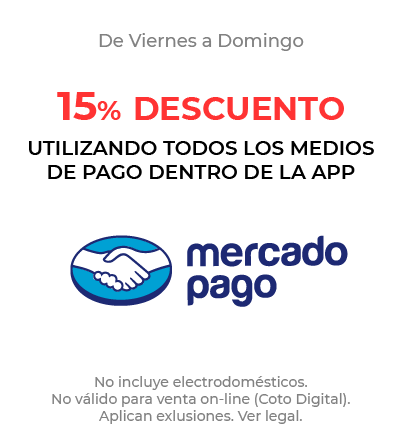 De Viernes a Domingo
15% DESCUENTO
UTILIZANDO TODOS LOS MEDIOS
DE PAGO DENTRO DE LA APP
mercado
pago
No incluye electrodomésticos.
No válido para venta on-line (Coto Digital).
Aplican exlusiones. Ver legal.